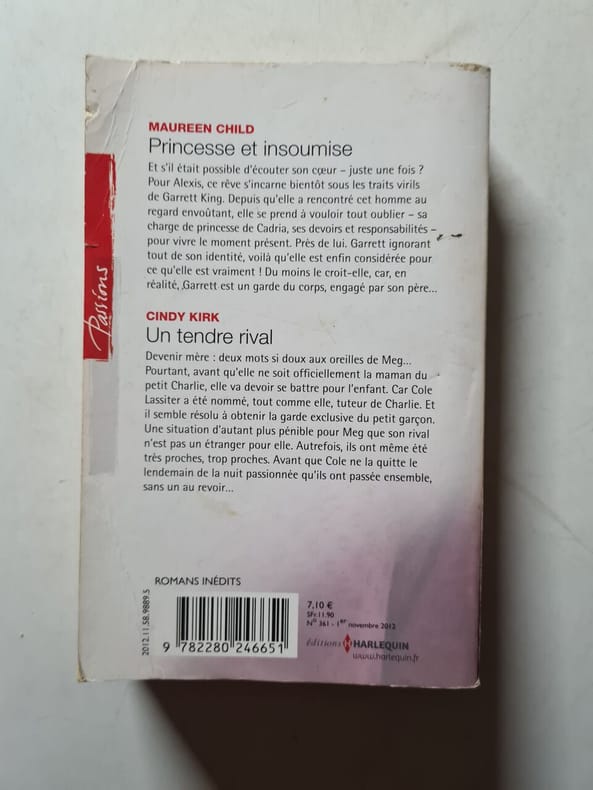 MAUREEN CHILD
Princesse et insoumise
Et s'il était possible d'écouter son cœur – juste une fois ?
Pour Alexis, ce rêve s'incarne bientôt sous les traits virils
de Garrett King. Depuis qu'elle a rencontré cet homme au
regard envoûtant, elle se prend à vouloir tout oublier – sa
charge de princesse de Cadria, ses devoirs et responsabilités –
pour vivre le moment présent. Près de lui. Garrett ignorant
tout de son identité, voilà qu'elle est enfin considérée pour
ce qu'elle est vraiment ! Du moins le croit-elle, car, en
réalité, Garrett est un garde du corps, engagé par son père...
Passions
CINDY KIRK
Un tendre rival
Devenir mère : deux mots si doux aux oreilles de Meg...
Pourtant, avant qu'elle ne soit officiellement la maman du
petit Charlie, elle va devoir se battre pour l'enfant. Car Cole
Lassiter a été nommé, tout comme elle, tuteur de Charlie. Et
il semble résolu à obtenir la garde exclusive du petit garçon.
Une situation d'autant plus pénible pour Meg que son rival
n'est pas un étranger pour elle. Autrefois, ils ont même été
très proches, trop proches. Avant que Cole ne la quitte le
lendemain de la nuit passionnée qu'ils ont passée ensemble,
sans un au revoir...
ROMANS INÉDITS
2012.11.58.9889.5
9 782280 246651
7,10 €
SFr.11.90
N° 361 - 1er novembre 2012
éditions HARLEQUIN
www.harlequin.fr